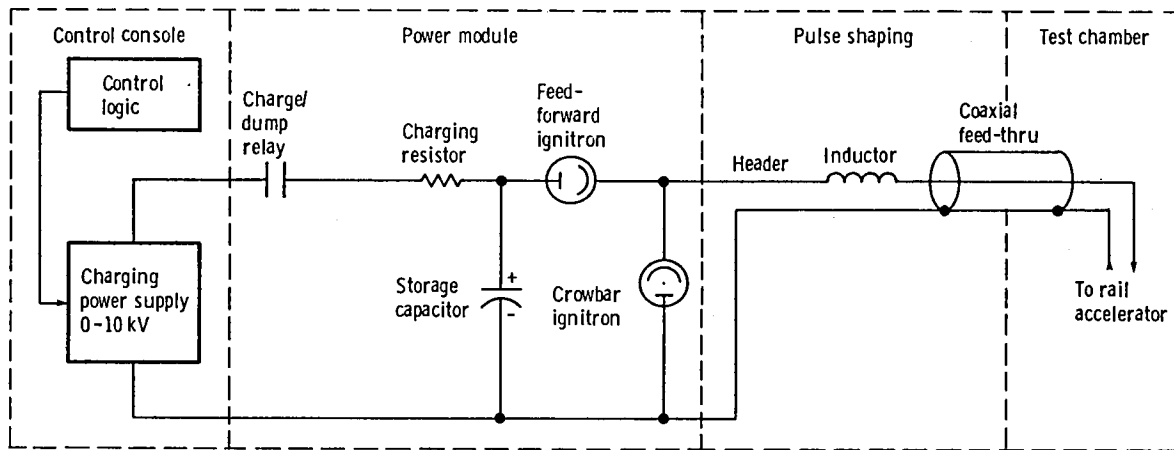 Control console
Control
logic
Charging
power supply
0-10 kV
Power module
Charge/
dump
relay
Charging
resistor
Feed-
forward
ignitron
+
-
Storage
capacitor
Crowbar
ignitron
Pulse shaping
Header
Inductor
Test chamber
Coaxial
feed-thru
To rail
accelerator